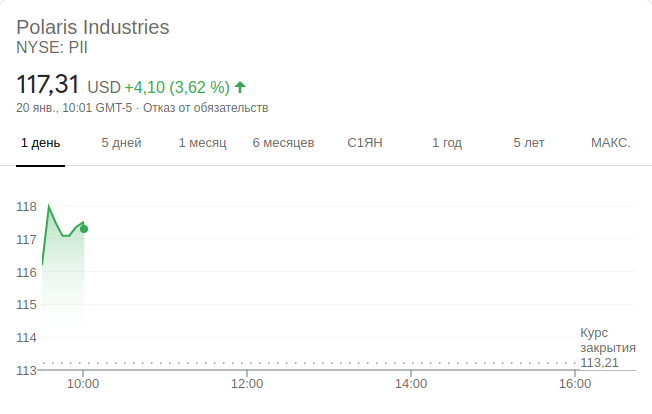 Polaris Industries
NYSE: PII
117,31 USD +4,10 (3,62 %)
20 янв., 10:01 GMT-5 · Отказ от обязательств
1 день 5 дней 1 месяц 6 месяцев С1ЯН 1 год 5 лет МАКС.
118
117
116
115
114
Курс
закрытия
113,21
113
10:00 12:00 14:00 16:00